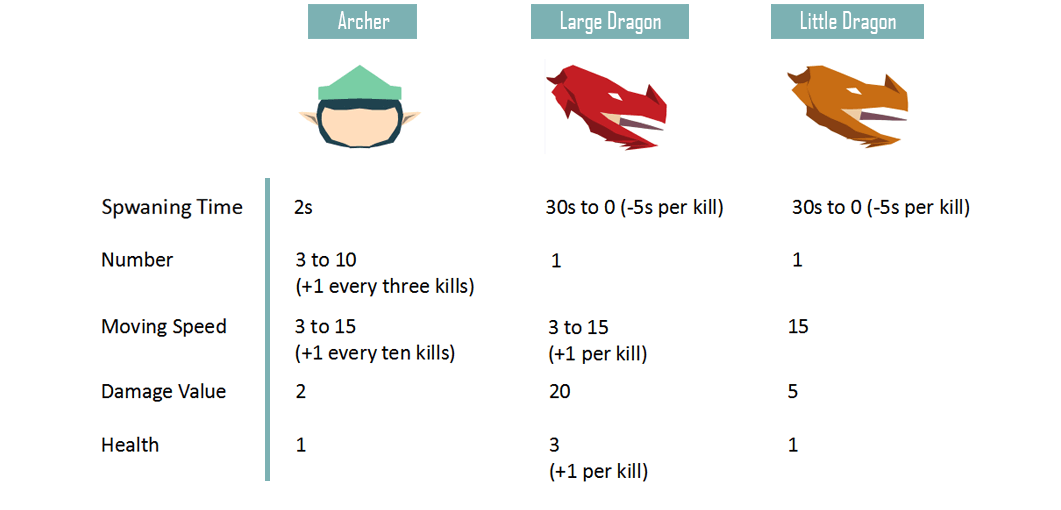 Archer Large Dragon Little Dragon
Spwaning Time 2s 30s to 0 (-5s per kill) 30s to 0 (-5s per kill)
Number 3 to 10 1 1
(+1 every three kills)
Moving Speed 3 to 15 3 to 15 15
(+1 every ten kills) (+1 per kill)
Damage Value 2 20 5
Health 1 3 1
(+1 per kill)